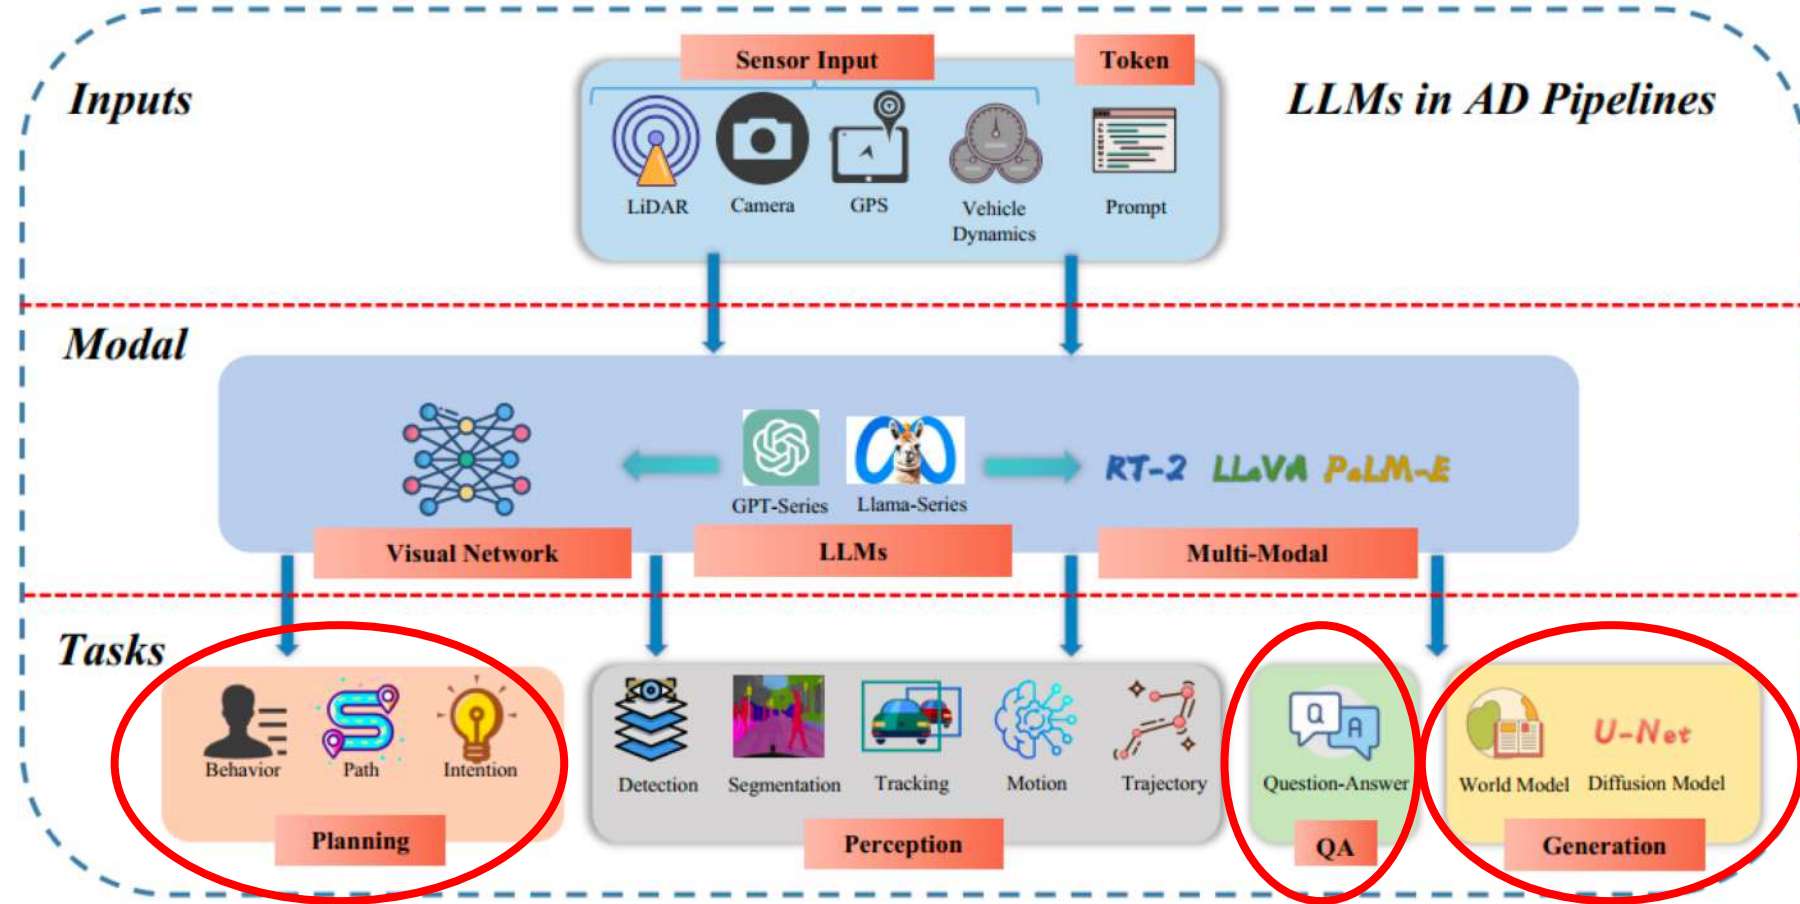 Inputs
Sensor Input
Token
LLMs in AD Pipelines
LiDAR
Camera
GPS
Vehicle
Dynamics
Prompt
Modal
GPT-Series
Llama-Series
RT-2
LLaVA
PaLM-E
Visual Network
LLMs
Multi-Modal
Tasks
Behavior
Path
Intention
Planning
Detection
Segmentation
Tracking
Motion
Trajectory
Perception
Q
A
Question-Answer
QA
U-Net
World Model
Diffusion Model
Generation